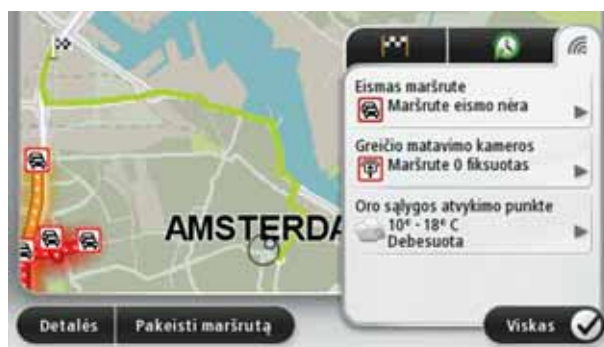 Eismas maršrute
Maršrute eismo nėra
Greičio matavimo kameros
Maršrute 0 fiksuotas
Oro sąlygos atvykimo punkte
10° - 18° C
Debesuota
AMSTERDA
Detalės
Pakeisti maršrutą
Viskas